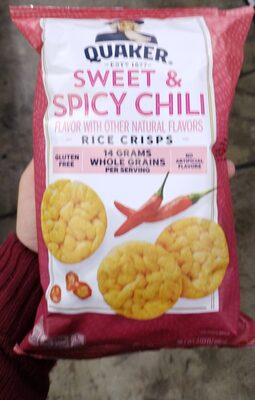 QUAKER
EST 1877
SWEET &
SPICY CHILI
FLAVOR WITH OTHER NATURAL FLAVORS
RICE CRISPS
GLUTEN
FREE
14 GRAMS
WHOLE GRAINS
PER SERVING
NO
ARTIFICIAL
FLAVORS